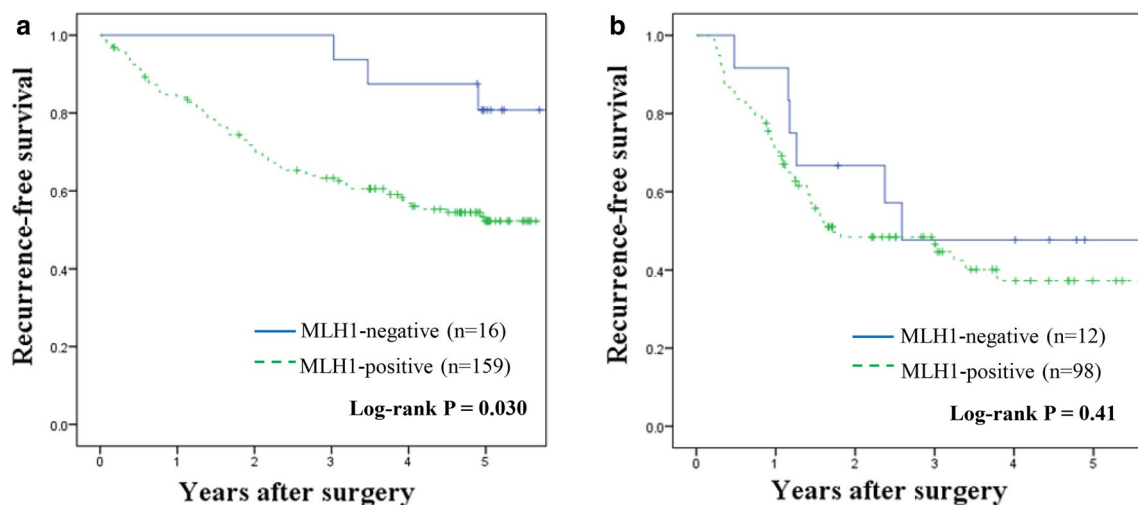 a
Recurrence-free survival
1.0
0.8
0.6
0.4
0.2
0.0
MLH1-negative (n=16)
MLH1-positive (n=159)
Log-rank P = 0.030
0 1 2 3 4 5
Years after surgery
b
Recurrence-free survival
1.0
0.8
0.6
0.4
0.2
0.0
MLH1-negative (n=12)
MLH1-positive (n=98)
Log-rank P = 0.41
0 1 2 3 4 5
Years after surgery